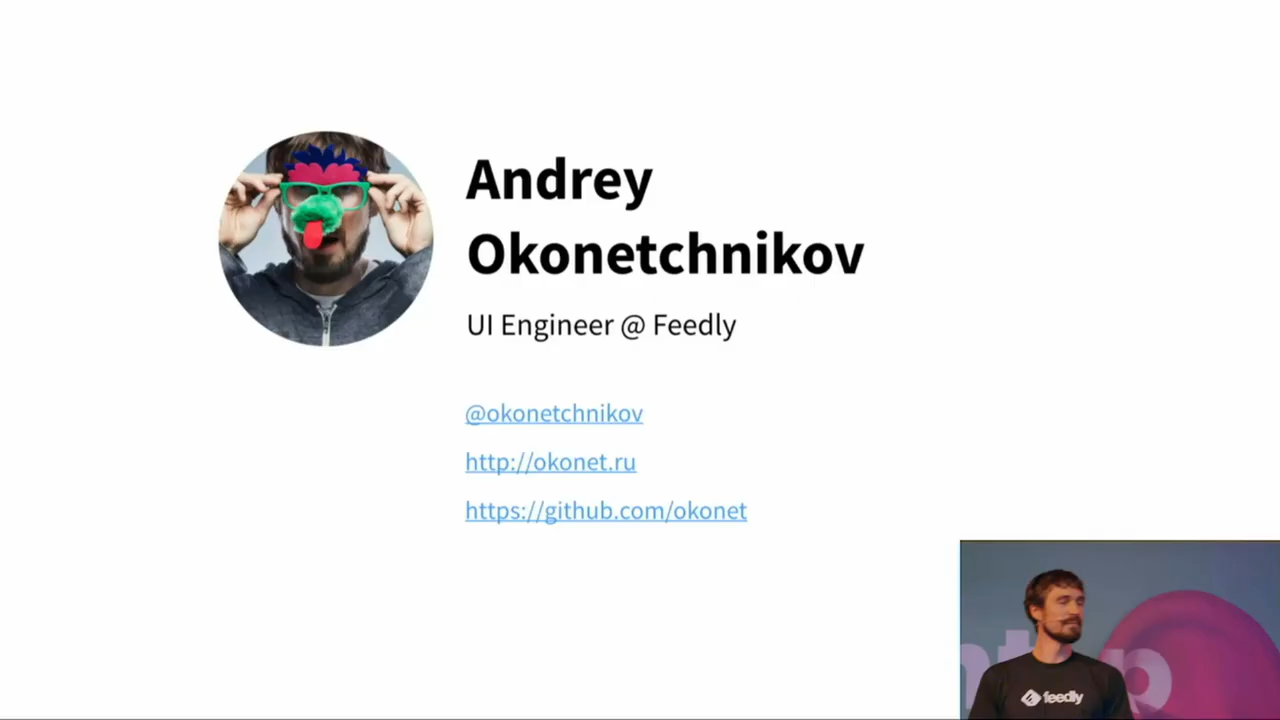 Andrey
Okonetchnikov
UI Engineer @ Feedly
@okonetchnikov
http://okonet.ru
https://github.com/okonet
feedly